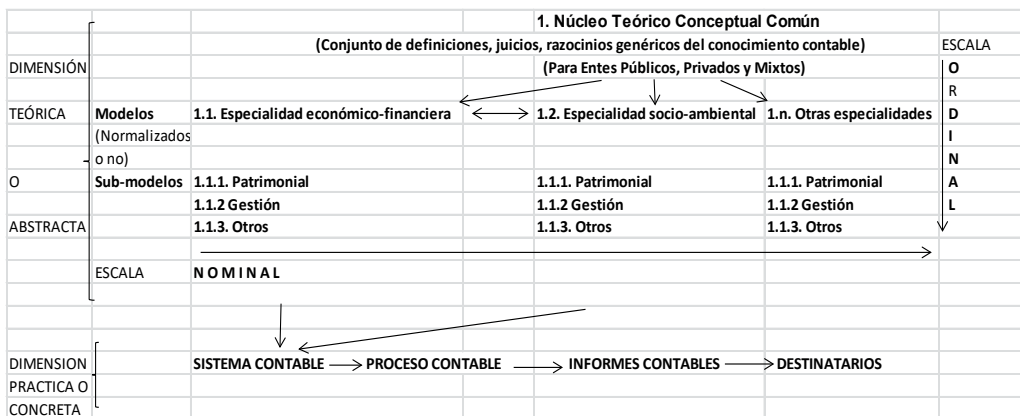 1. Núcleo Teórico Conceptual Común
(Conjunto de definiciones, juicios, razocinios genéricos del conocimiento contable) ESCALA
DIMENSIÓN (Para Entes Públicos, Privados y Mixtos) O
R
TEÓRICA Modelos 1.1. Especialidad económico-financiera 1.2. Especialidad socio-ambiental 1.n. Otras especialidades D
(Normalizados I
o no) N
O Sub-modelos 1.1.1. Patrimonial 1.1.1. Patrimonial 1.1.1. Patrimonial A
1.1.2 Gestión 1.1.2 Gestión 1.1.2 Gestión L
ABSTRACTA 1.1.3. Otros 1.1.3. Otros 1.1.3. Otros
ESCALA N O M I N A L
DIMENSION SISTEMA CONTABLE PROCESO CONTABLE INFORMES CONTABLES DESTINATARIOS
PRACTICA O
CONCRETA